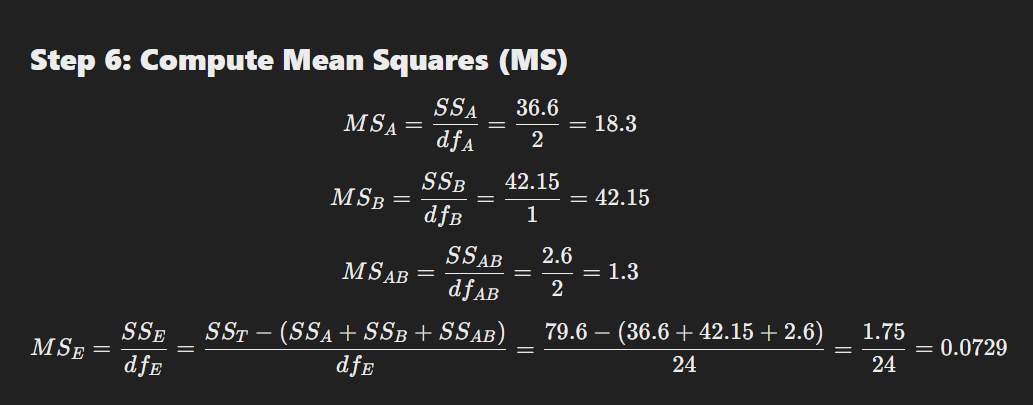 Step 6: Compute Mean Squares (MS)
MS_A = SS_A / df_A = 36.6 / 2 = 18.3
MS_B = SS_B / df_B = 42.15 / 1 = 42.15
MS_AB = SS_AB / df_AB = 2.6 / 2 = 1.3
MS_E = SS_E / df_E = SS_T − (SS_A + SS_B + SS_AB) / df_E = 79.6 − (36.6 + 42.15 + 2.6) / 24 = 1.75 / 24 = 0.0729